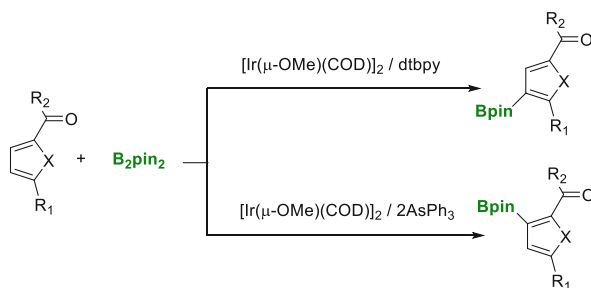 R2
O
X
R1
+
B2pin2
[Ir(μ-OMe)(COD)]2 / dtbpy
R2
O
X
Bpin
R1
[Ir(μ-OMe)(COD)]2 / 2AsPh3
R2
Bpin
O
X
R1